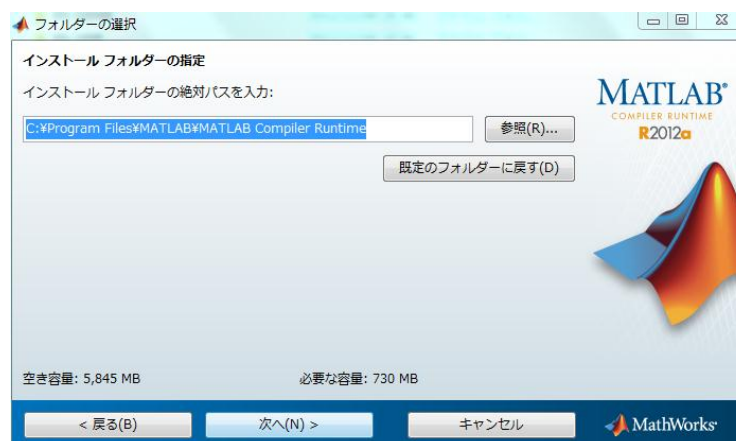 フォルダーの選択
インストール フォルダーの指定
インストール フォルダーの絶対パスを入力:
C:¥Program Files¥MATLAB¥MATLAB Compiler Runtime
参照(R)...
既定のフォルダーに戻す(D)
MATLAB®
COMPILER RUNTIME
R2012a
空き容量: 5,845 MB
必要な容量: 730 MB
< 戻る(B)
次へ(N) >
キャンセル
MathWorks®